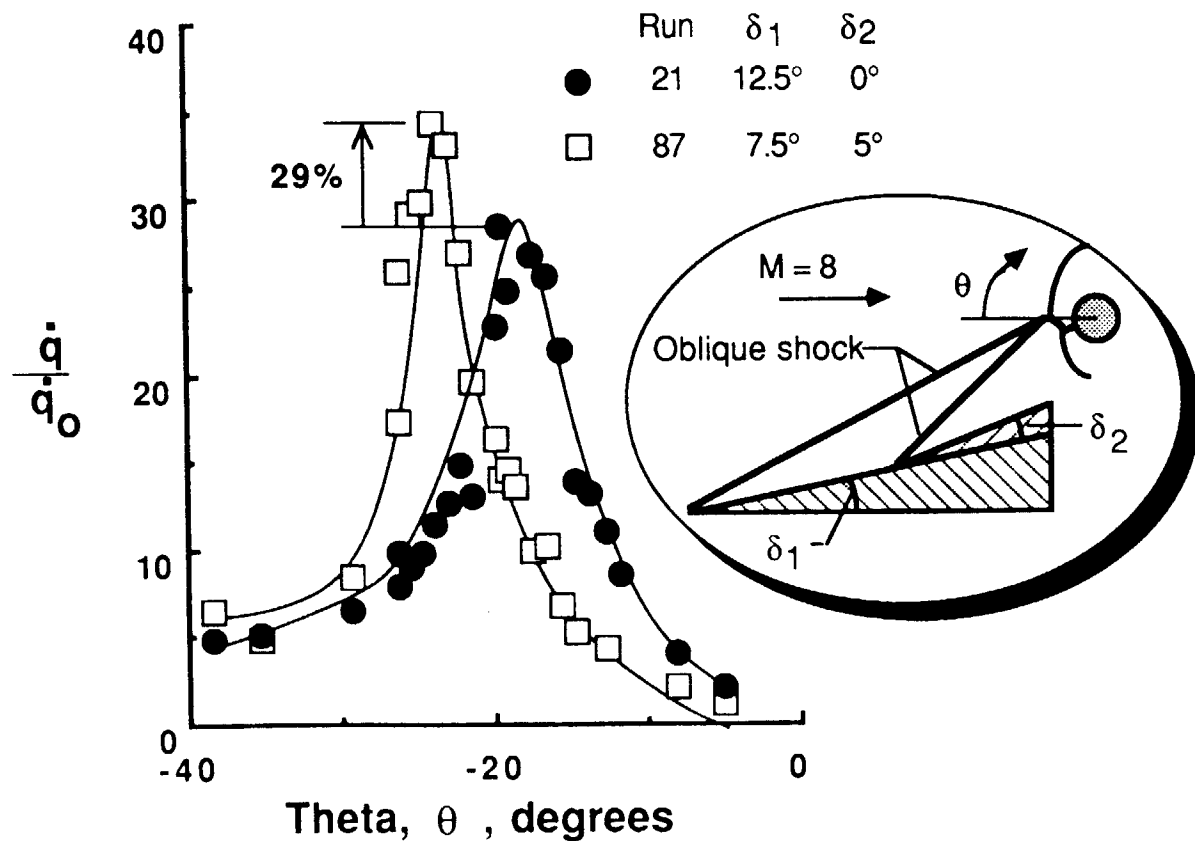 Run δ1 δ2
21 12.5° 0°
87 7.5° 5°
40
30
20
10
0
29%
q̇
q̇o
-40 -20 0
Theta, θ , degrees
M = 8
θ
Oblique shock
δ2
δ1